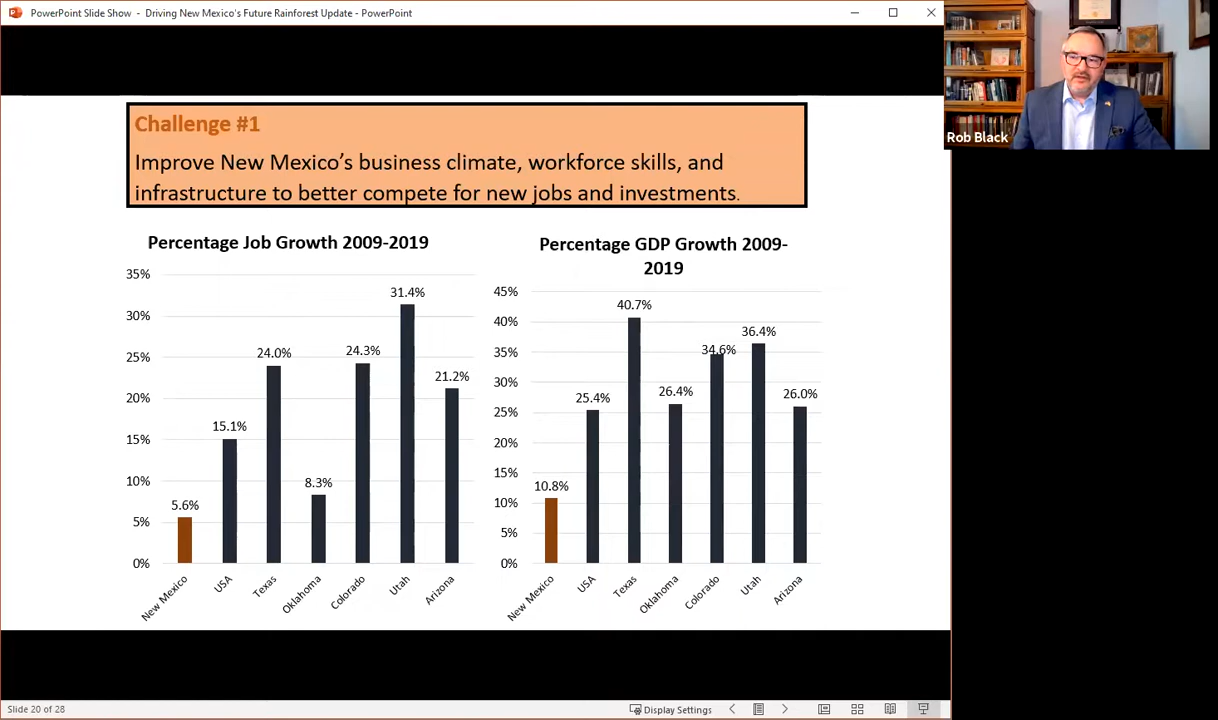 PowerPoint Slide Show - Driving New Mexico's Future Rainforest Update - PowerPoint
Rob Black
Challenge #1
Improve New Mexico’s business climate, workforce skills, and
infrastructure to better compete for new jobs and investments.
Percentage Job Growth 2009-2019
35%
30%
25%
20%
15%
10%
5%
0%
5.6%
15.1%
24.0%
8.3%
24.3%
31.4%
21.2%
New Mexico
USA
Texas
Oklahoma
Colorado
Utah
Arizona
Percentage GDP Growth 2009-
2019
45%
40%
35%
30%
25%
20%
15%
10%
5%
0%
10.8%
25.4%
40.7%
26.4%
34.6%
36.4%
26.0%
New Mexico
USA
Texas
Oklahoma
Colorado
Utah
Arizona
Slide 20 of 28
Display Settings